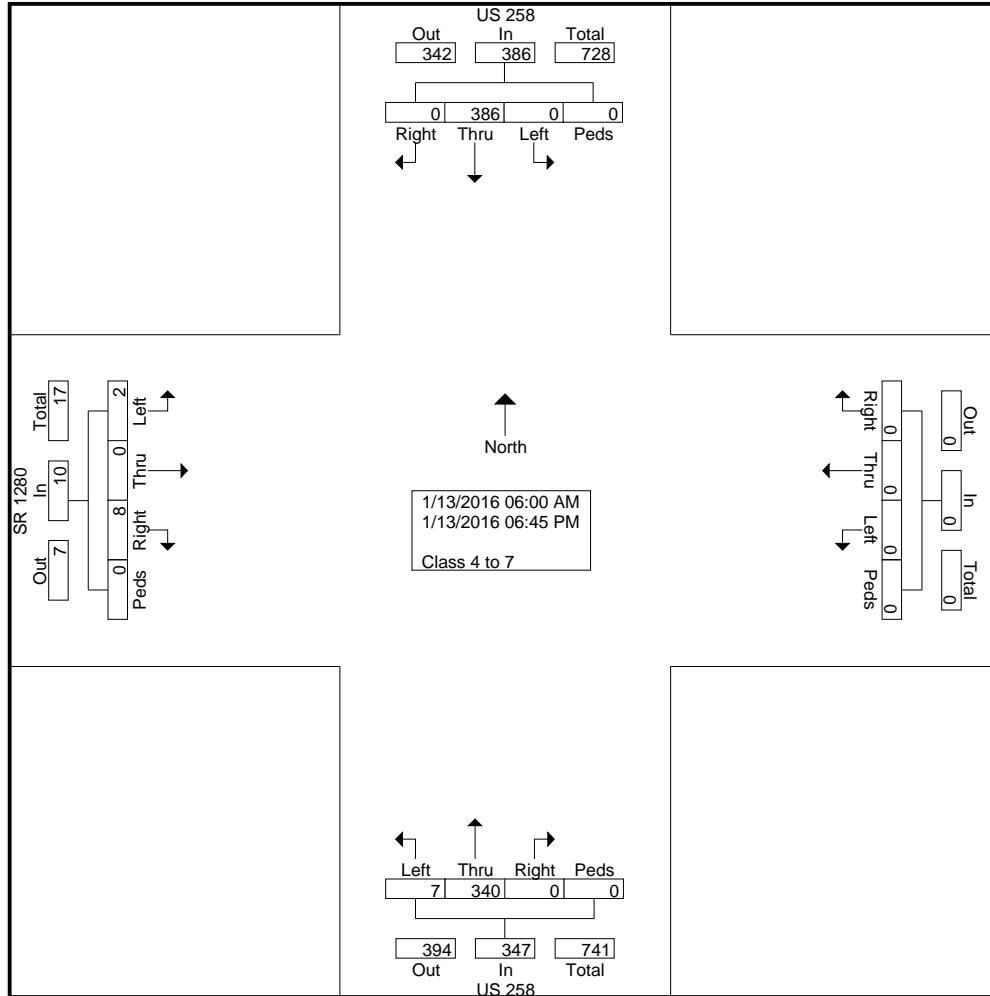 US 258
Out In Total
342 386 728
0 386 0 0
Right Thru Left Peds
SR 1280
Total In Out
17 10 7
2 0 8 0
Left Thru Right Peds
North
1/13/2016 06:00 AM
1/13/2016 06:45 PM
Class 4 to 7
Right Thru Left Peds
0 0 0 0
Out In Total
0 0 0
Left Thru Right Peds
7 340 0 0
394 347 741
Out In Total
US 258